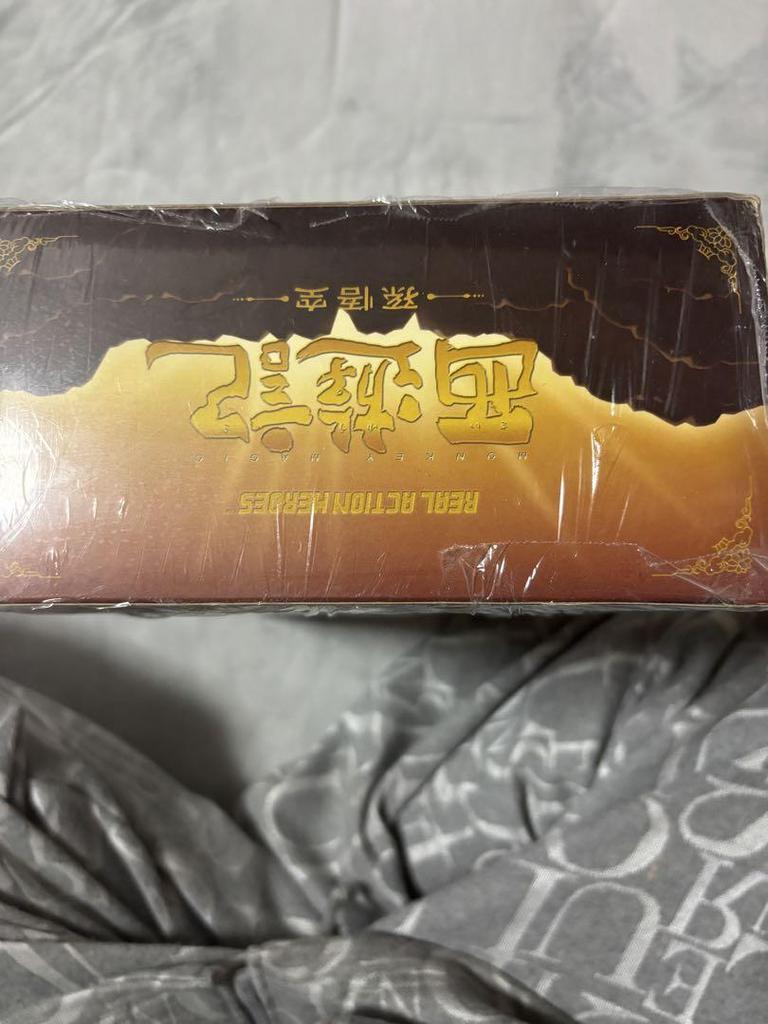 REAL ACTION HEROES
MONKEY MAGIC
西遊記
孫悟空